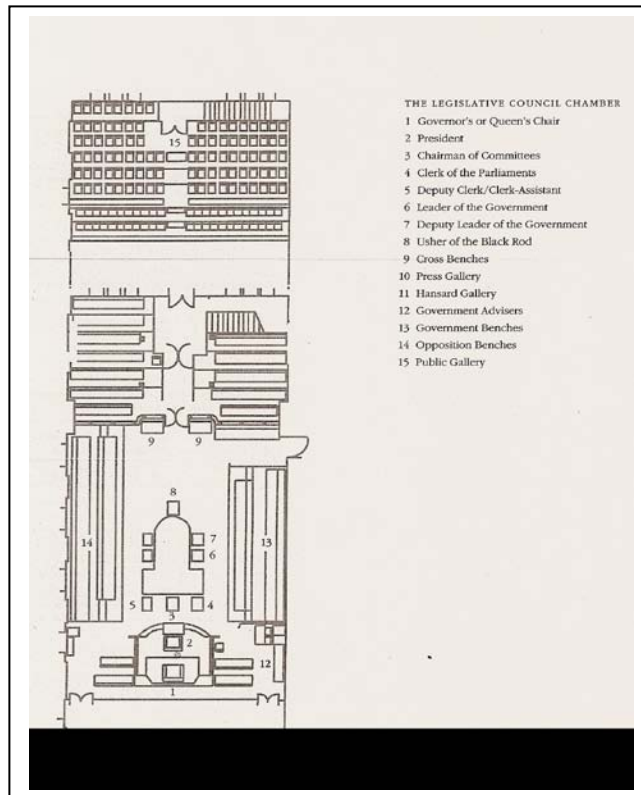 THE LEGISLATIVE COUNCIL CHAMBER
1 Governor's or Queen's Chair
2 President
3 Chairman of Committees
4 Clerk of the Parliaments
5 Deputy Clerk/Clerk-Assistant
6 Leader of the Government
7 Deputy Leader of the Government
8 Usher of the Black Rod
9 Cross Benches
10 Press Gallery
11 Hansard Gallery
12 Government Advisers
13 Government Benches
14 Opposition Benches
15 Public Gallery
15
9 9
8
7
14 13
6
5 4
3
2
12
1